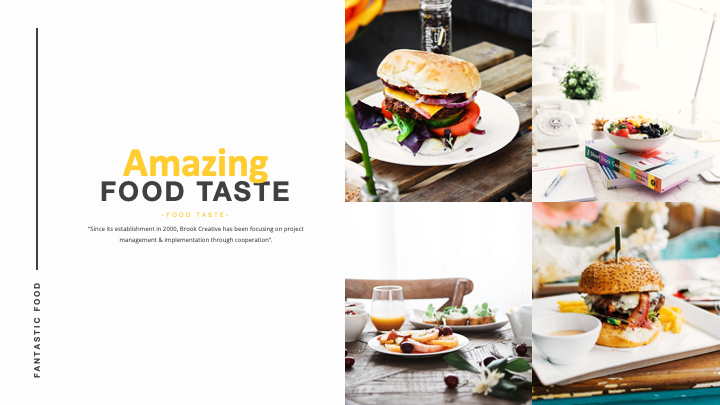 Amazing
FOOD TASTE
-FOOD TASTE-
"Since its establishment in 2000, Brook Creative has been focusing on project
management & implementation through cooperation".
FANTASTIC FOOD